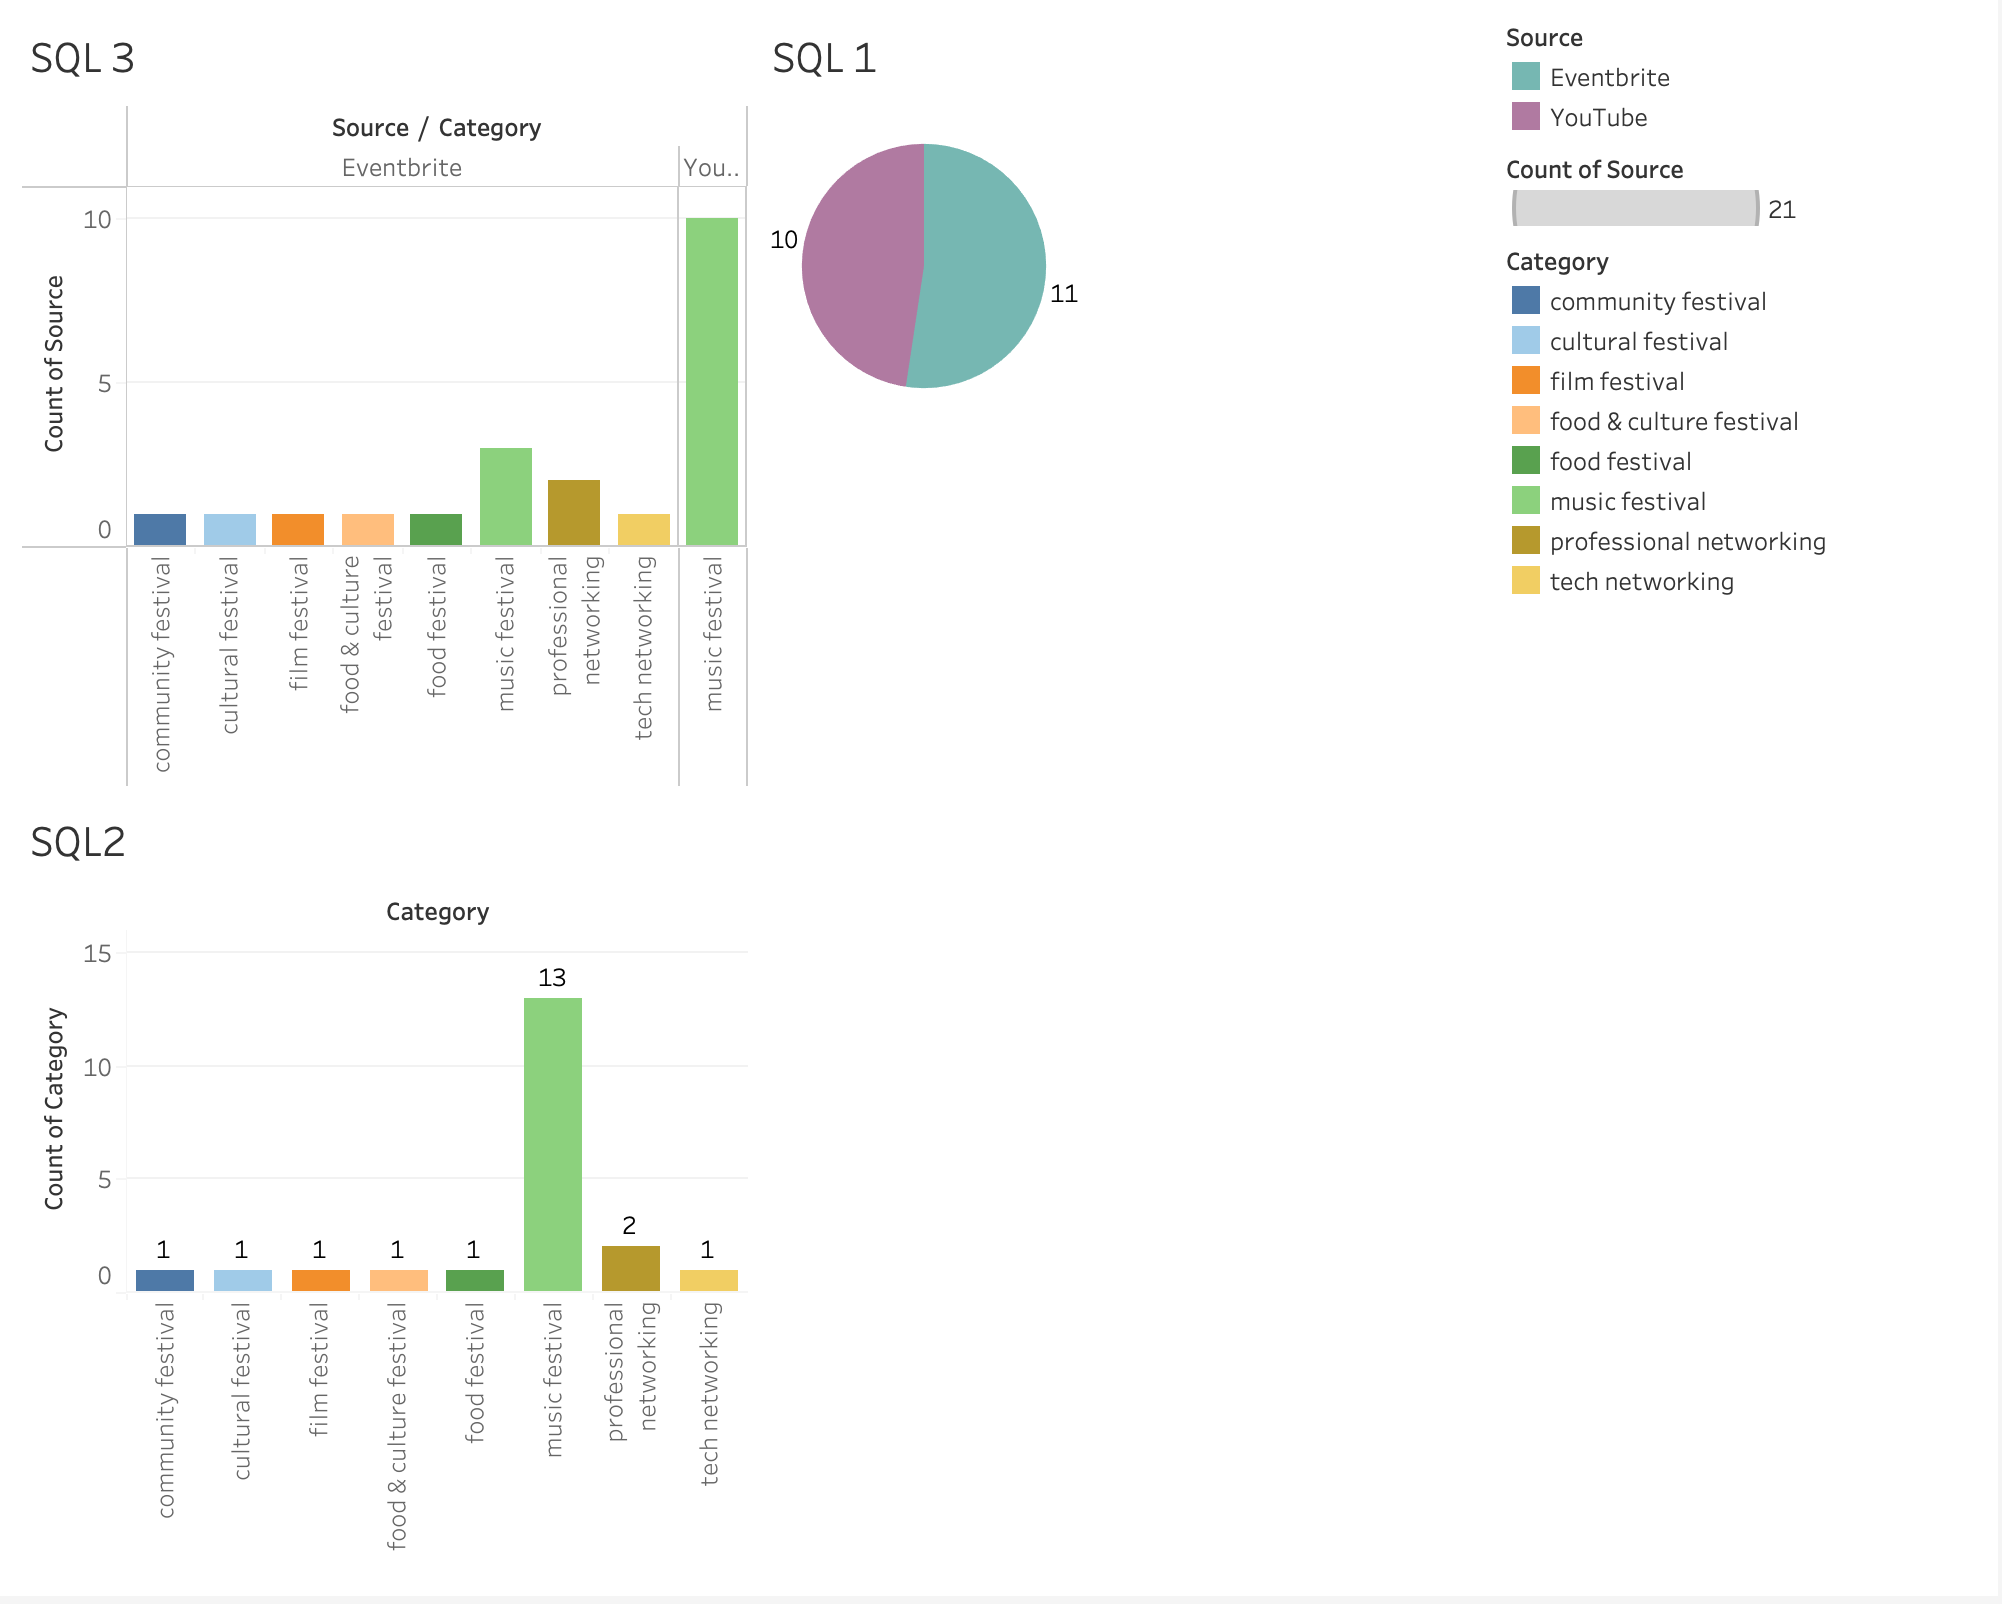 SQL 3
Source / Category
Eventbrite
You..
Count of Source
10
5
0
community festival
cultural festival
film festival
food & culture
festival
food festival
music festival
professional
networking
tech networking
music festival
SQL 1
10
11
Source
Eventbrite
YouTube
Count of Source
21
Category
community festival
cultural festival
film festival
food & culture festival
food festival
music festival
professional networking
tech networking
SQL2
Category
Count of Category
15
10
5
0
1
1
1
1
1
13
2
1
community festival
cultural festival
film festival
food & culture festival
food festival
music festival
professional
networking
tech networking